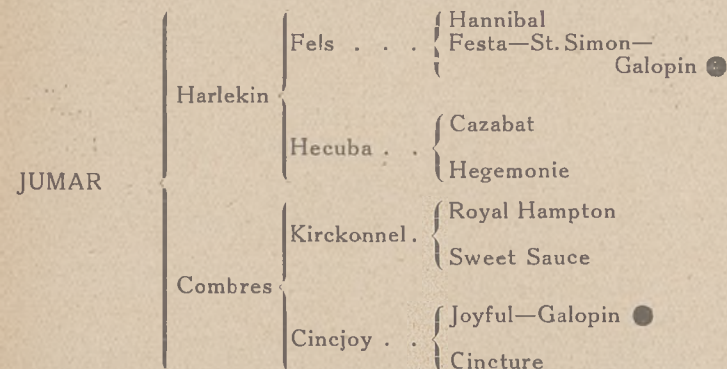 Hannibal
Fels . . . Festa—St. Simon—
Galopin
Harlekin
Cazabat
Hecuba . .
Hegemonie
JUMAR
Royal Hampton
Kirckonnel .
Sweet Sauce
Combres
Joyful—Galopin
Cincjoy . .
Cincture